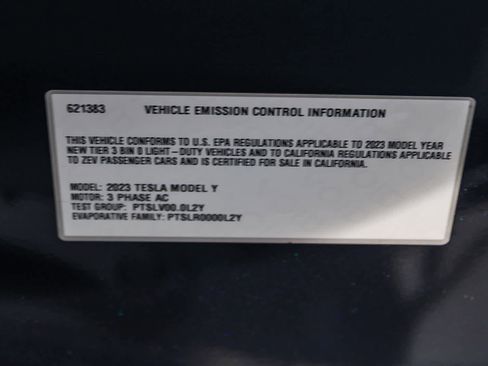 621383 VEHICLE EMISSION CONTROL INFORMATION
THIS VEHICLE CONFORMS TO U.S. EPA REGULATIONS APPLICABLE TO 2023 MODEL YEAR
NEW TIER 3 BIN 0 LIGHT-DUTY VEHICLES AND TO CALIFORNIA REGULATIONS APPLICABLE
TO ZEV PASSENGER CARS AND IS CERTIFIED FOR SALE IN CALIFORNIA.
MODEL: 2023 TESLA MODEL Y
MOTOR: 3 PHASE AC
TEST GROUP: PTSLV00.0L2Y
EVAPORATIVE FAMILY: PTSLR0000L2Y